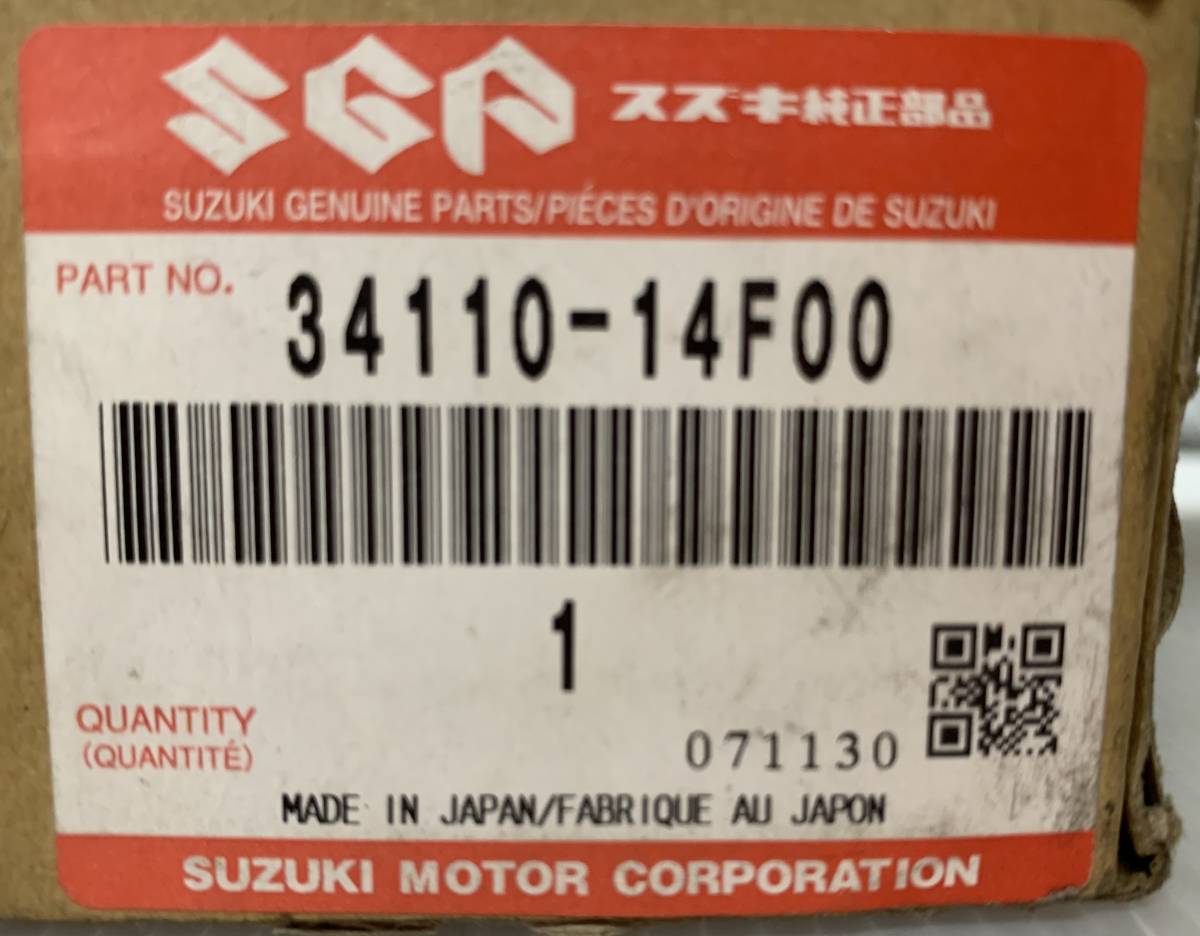 SGP スズキ純正部品
SUZUKI GENUINE PARTS/PIÉCES D'ORIGINE DE SUZUKI
PART NO. 34110-14F00
1
QUANTITY
(QUANTITÉ)
071130
MADE IN JAPAN/FABRIQUE AU JAPON
SUZUKI MOTOR CORPORATION